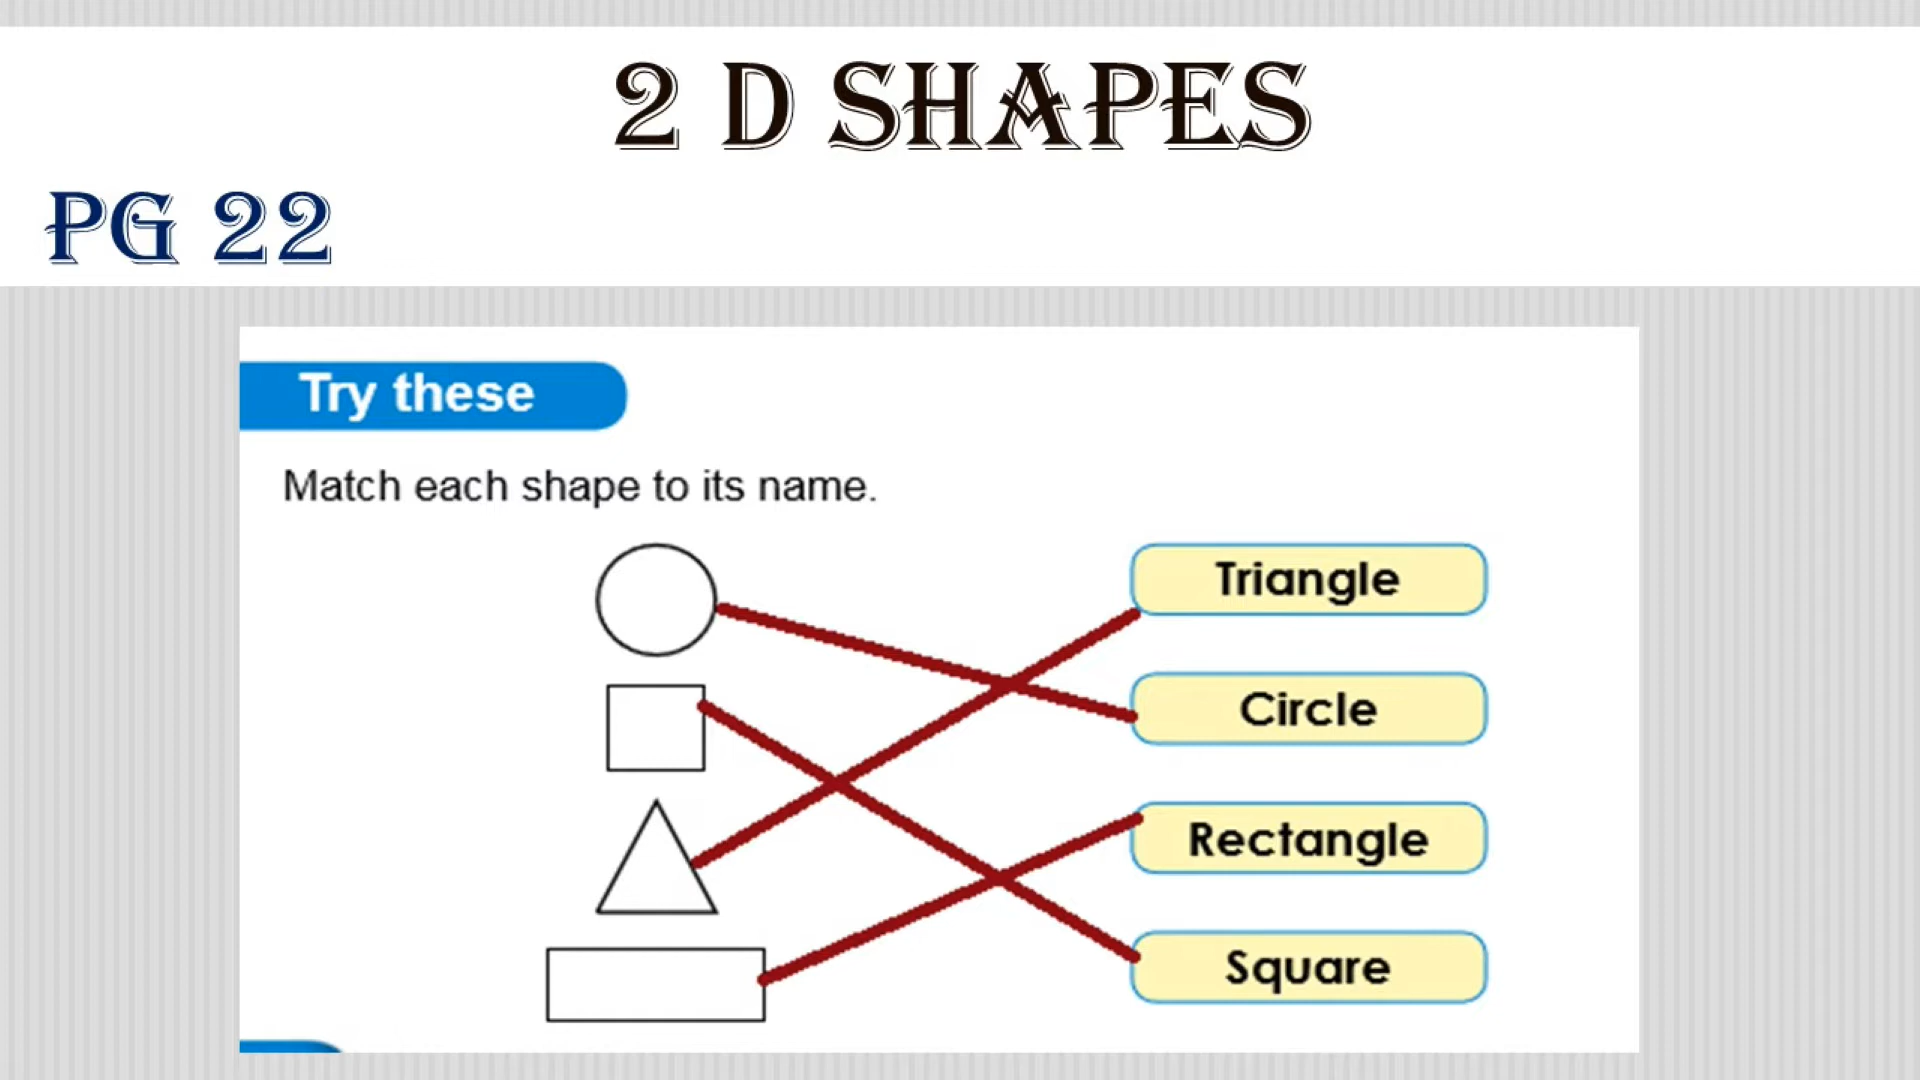 2 D SHAPES
PG 22
Try these
Match each shape to its name.
Triangle
Circle
Rectangle
Square